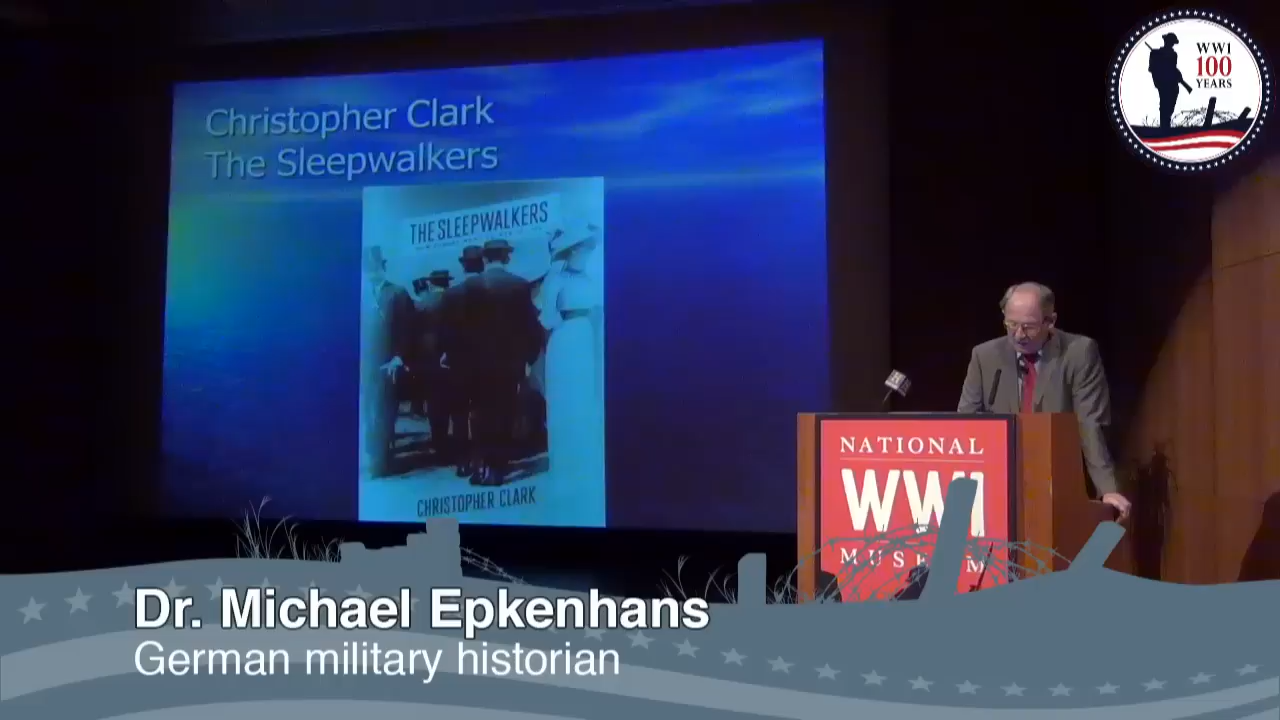 Christopher Clark
The Sleepwalkers
THE SLEEPWALKERS
CHRISTOPHER CLARK
WW1
100
YEARS
NATIONAL
WWI
MUSEUM
Dr. Michael Epkenhans
German military historian